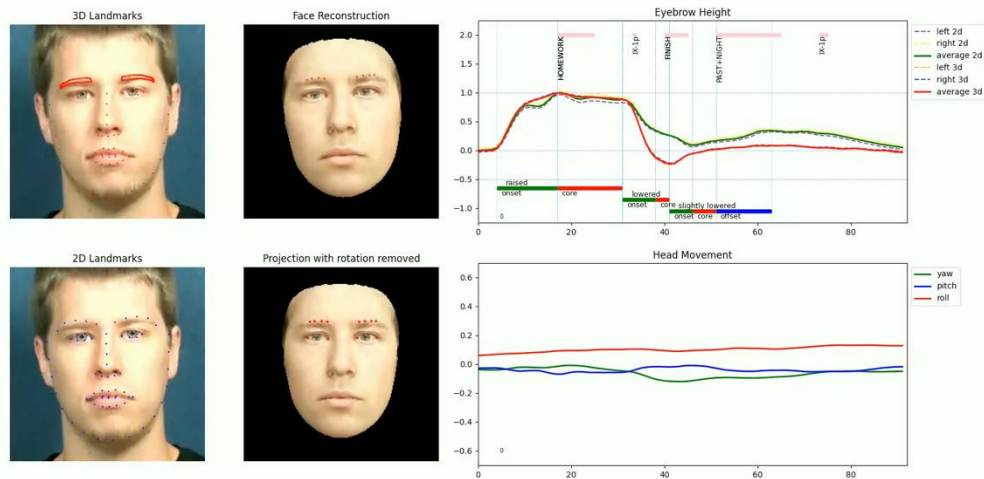 3D Landmarks
Face Reconstruction
Eyebrow Height
2.0
1.5
1.0
0.5
0.0
−0.5
−1.0
HOMEWORK
IX-1p
FINISH
PAST+NIGHT
IX-1p
left 2d
right 2d
average 2d
left 3d
right 3d
average 3d
raised
onset
core
lowered
onset
core
slightly lowered
onset
core
offset
0
0
20
40
60
80
2D Landmarks
Projection with rotation removed
Head Movement
0.6
0.4
0.2
0.0
−0.2
−0.4
−0.6
yaw
pitch
roll
0
0
20
40
60
80